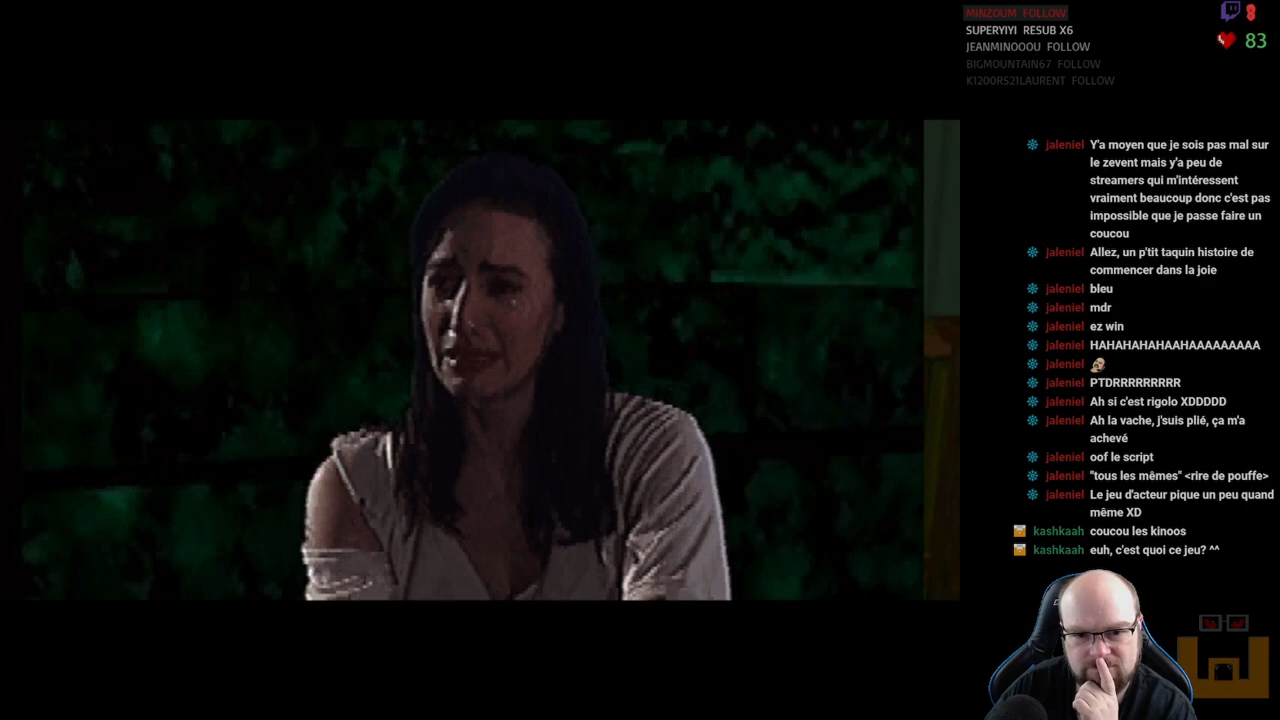 MINZOUM FOLLOW
SUPERYIYI RESUB X6
JEANMINOOOU FOLLOW
BIGMOUNTAIN67 FOLLOW
K1200RS21LAURENT FOLLOW
8
83
jaleniel Y'a moyen que je sois pas mal sur
le zevent mais y'a peu de
streamers qui m'intéressent
vraiment beaucoup donc c'est pas
impossible que je passe faire un
coucou
jaleniel Allez, un p'tit taquin histoire de
commencer dans la joie
jaleniel bleu
jaleniel mdr
jaleniel ez win
jaleniel HAHAHAHAHAAHAAAAAAAAA
jaleniel
jaleniel PTDRRRRRRRRR
jaleniel Ah si c'est rigolo XDDDDD
jaleniel Ah la vache, j'suis plié, ça m'a
achevé
jaleniel oof le script
jaleniel "tous les mêmes" <rire de pouffe>
jaleniel Le jeu d'acteur pique un peu quand
même XD
kashkaah coucou les kinoos
kashkaah euh, c'est quoi ce jeu? ^^